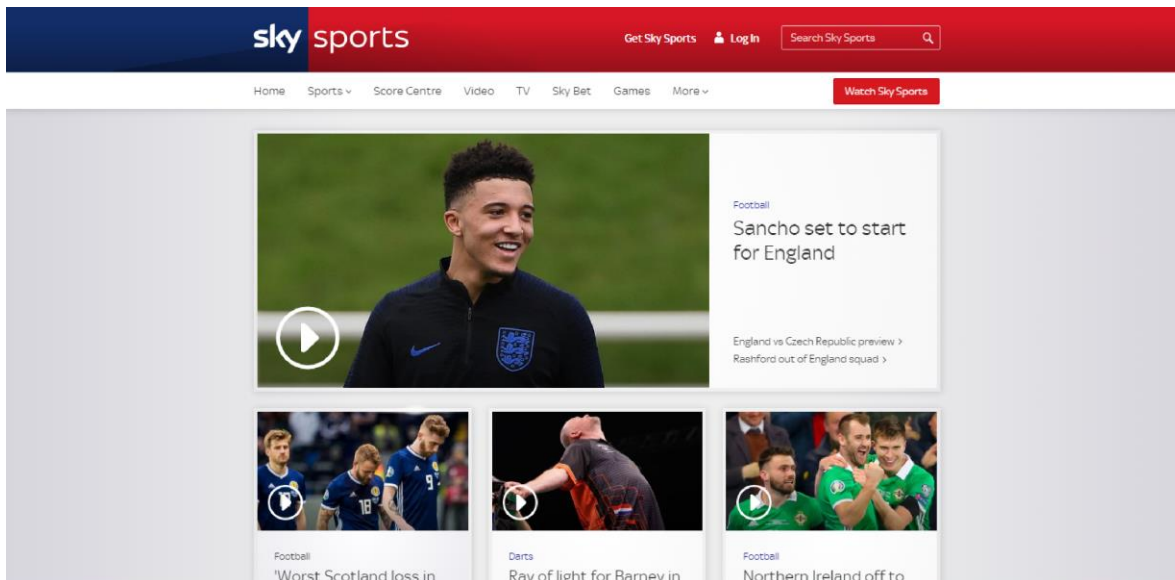 sky sports
Get Sky Sports Log In Search Sky Sports
Home Sports Score Centre Video TV Sky Bet Games More Watch Sky Sports
Football
Sancho set to start
for England
England vs Czech Republic preview >
Rashford out of England squad >
18 9
Football
'Worst Scotland loss in
Darts
Ray of light for Barney in
Football
Northern Ireland off to